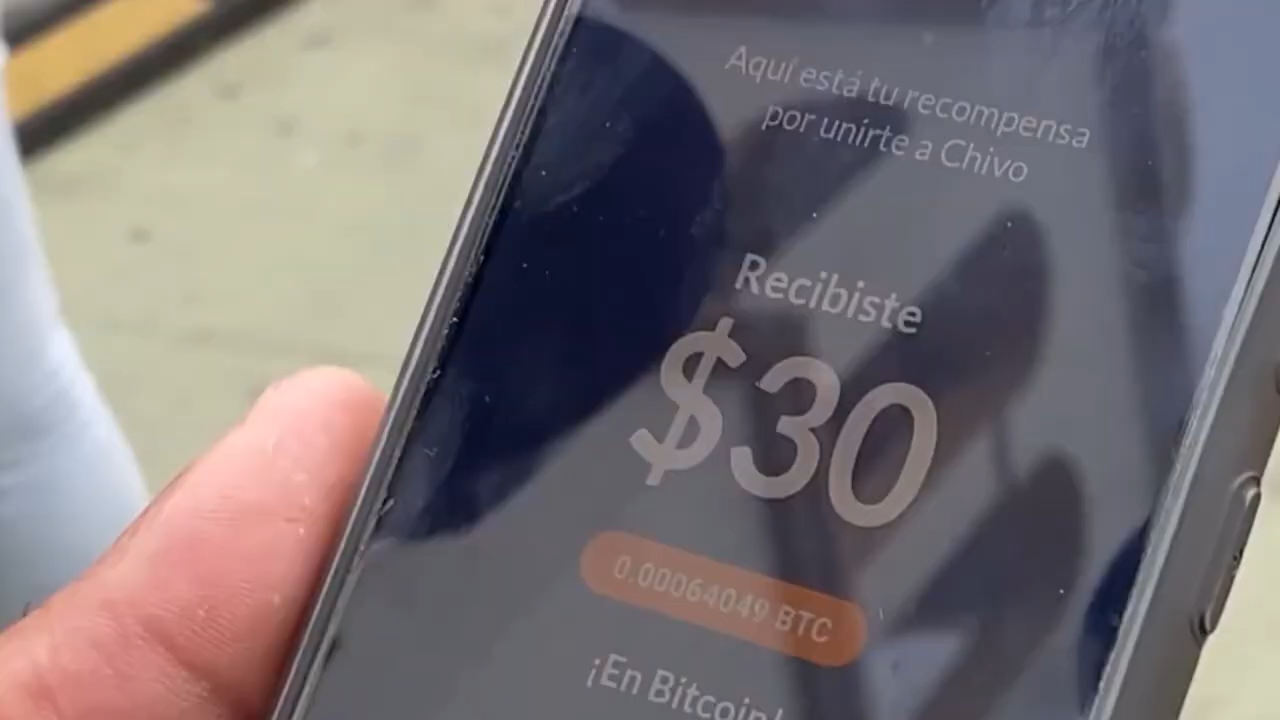 Aquí está tu recompensa
por unirte a Chivo
Recibiste
$30
0.00064049 BTC
¡En Bitcoin!